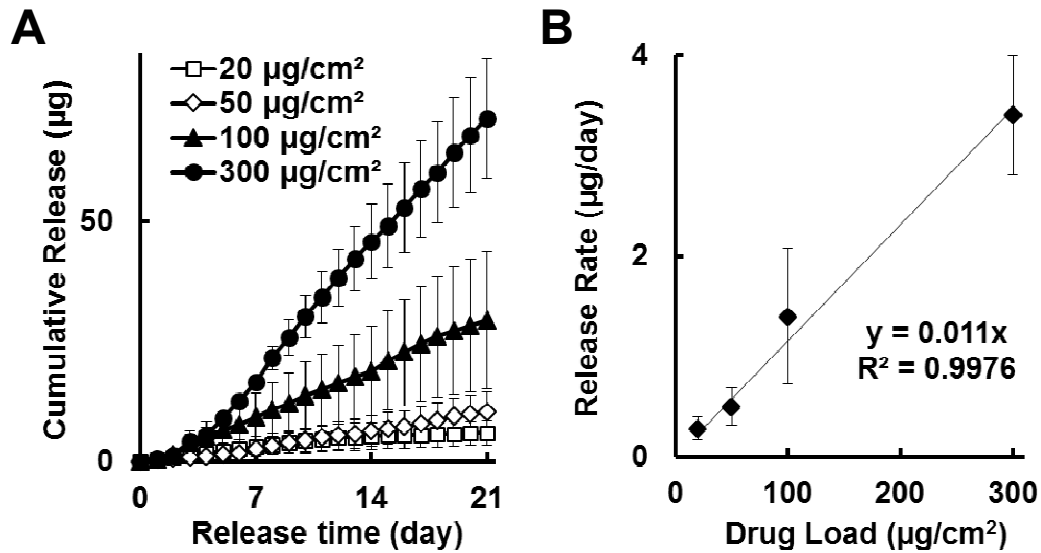 A
Cumulative Release (µg)
50
0
20 µg/cm²
50 µg/cm²
100 µg/cm²
300 µg/cm²
0
7
14
21
Release time (day)
B
Release Rate (µg/day)
4
2
0
y = 0.011x
R² = 0.9976
0
100
200
300
Drug Load (µg/cm²)